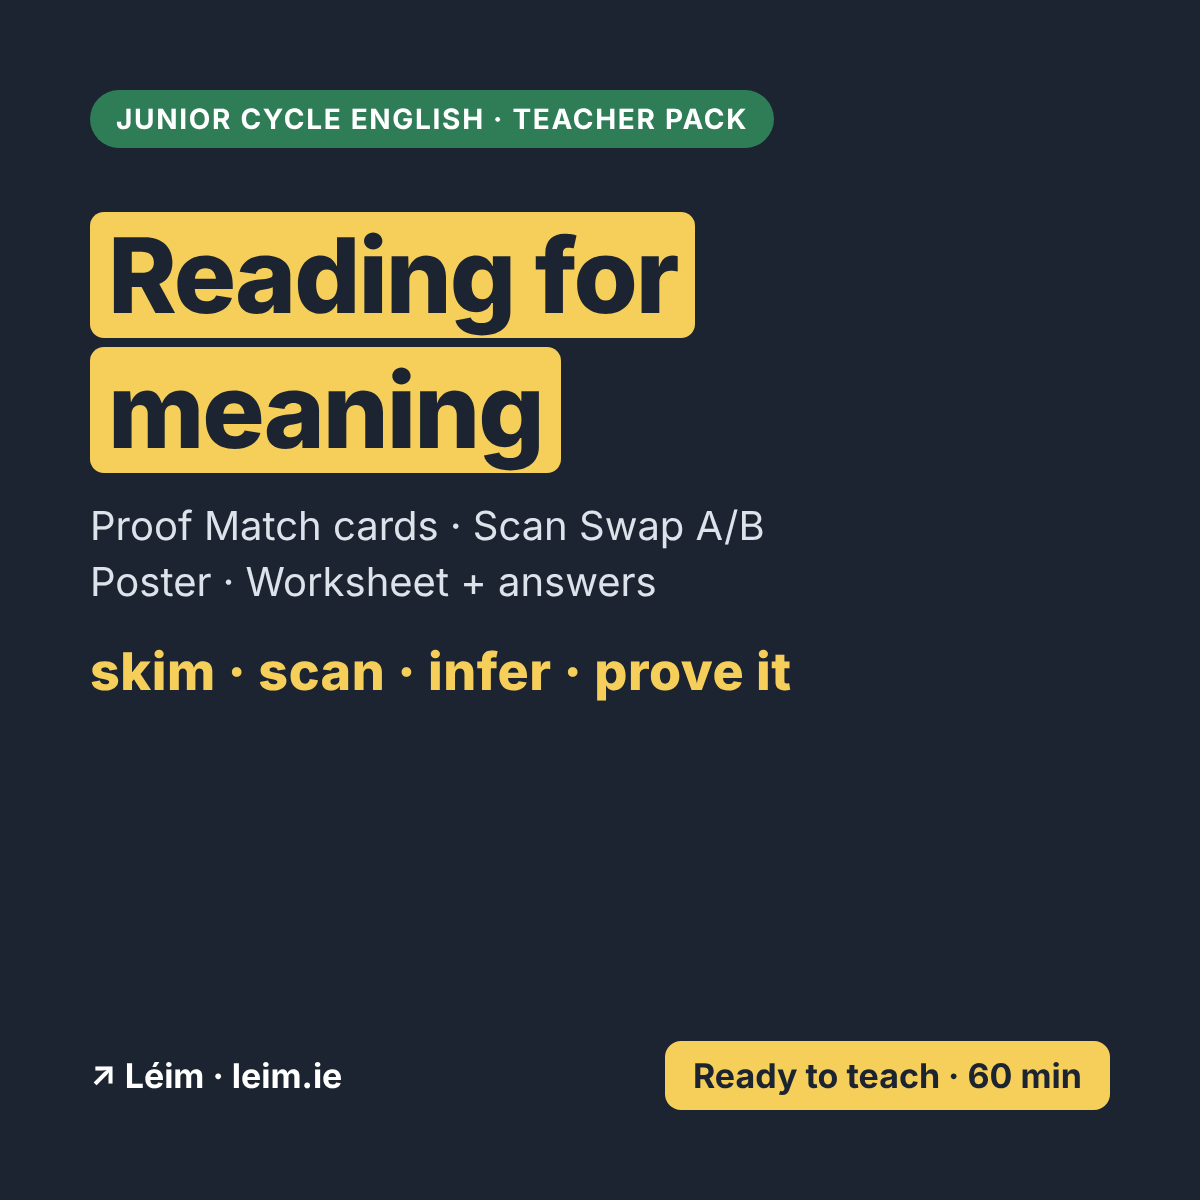 JUNIOR CYCLE ENGLISH · TEACHER PACK
Reading for
meaning
Proof Match cards · Scan Swap A/B
Poster · Worksheet + answers
skim · scan · infer · prove it
↗ Léim · leim.ie
Ready to teach · 60 min